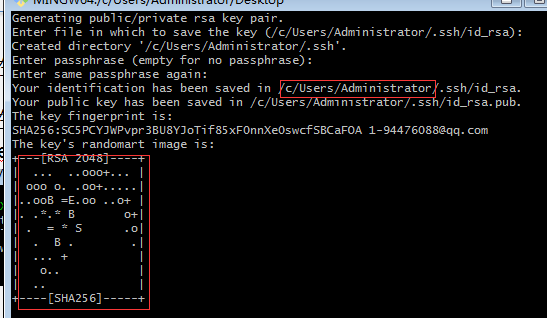 MINGW64:/c/Users/Administrator/Desktop
Generating public/private rsa key pair.
Enter file in which to save the key (/c/Users/Administrator/.ssh/id_rsa):
Created directory '/c/Users/Administrator/.ssh'.
Enter passphrase (empty for no passphrase):
Enter same passphrase again:
Your identification has been saved in /c/Users/Administrator/.ssh/id_rsa.
Your public key has been saved in /c/Users/Administrator/.ssh/id_rsa.pub.
The key fingerprint is:
SHA256:SC5PCYJWPvpr3BU8YJoTif85xFOnnXeOswcfSBCaFOA 1-94476088@qq.com
The key's randomart image is:
+---[RSA 2048]----+
|  ...  ..ooo+... |
| ooo o. .oo+.....|
|..ooB =E.oo ..o+ |
| . .*.* B      o+|
| .  = * S      .o|
|  .  B .        .|
|  ... +          |
|   o..           |
|  ..             |
+----[SHA256]-----+